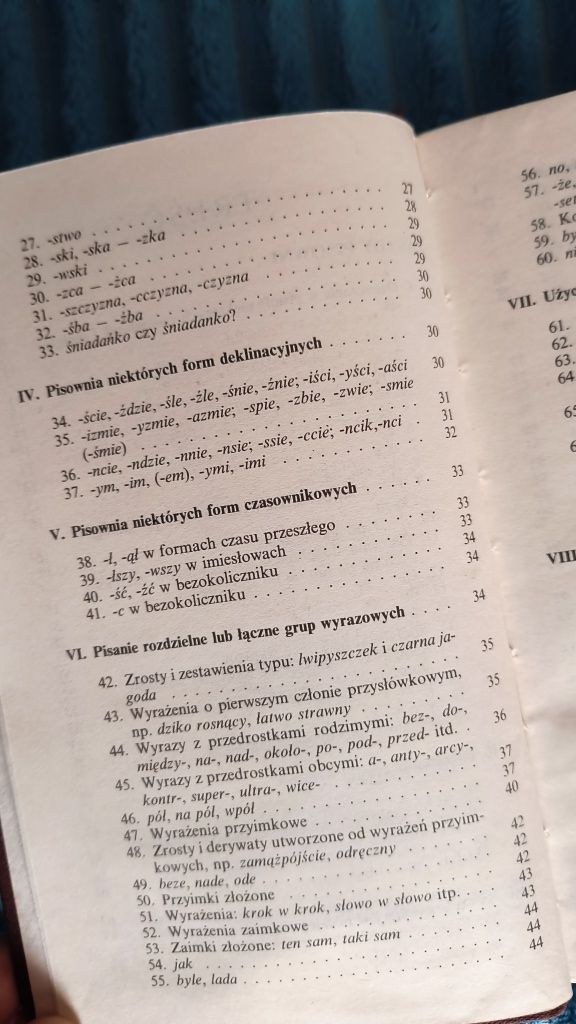 27. -stwo . . . . . . . . . . . . . . . . . . . . 27
28. -ski, -ska — -zka . . . . . . . . . . . . . 28
29. -wski . . . . . . . . . . . . . . . . . . . . 29
30. -zca — -żca . . . . . . . . . . . . . . . . 29
31. -szczyzna, -cczyzna, -czyzna . . . . . . . 29
32. -śba — -źba . . . . . . . . . . . . . . . . 30
33. śniadańko czy śniadanko? . . . . . . . . . 30
IV. Pisownia niektórych form deklinacyjnych . . . . . . 30
34. -ście, -ździe, -śle, -źle, -śnie, -źnie; -iści, -yści, -aści 30
35. -izmie, -yzmie, -azmie; -spie, -zbie, -zwie; -smie
(-śmie) . . . . . . . . . . . . . . . . . . . . 31
36. -ncie, -ndzie, -nnie, -nsie; -ssie, -ccie; -ncik,-nci . 31
37. -ym, -im, (-em), -ymi, -imi . . . . . . . . . 32
V. Pisownia niektórych form czasownikowych . . . . . . 33
38. -ł, -ął w formach czasu przeszłego . . . . . . 33
39. -łszy, -wszy w imiesłowach . . . . . . . . . 33
40. -ść, -źć w bezokoliczniku . . . . . . . . . . 34
41. -c w bezokoliczniku . . . . . . . . . . . . . 34
VI. Pisanie rozdzielne lub łączne grup wyrazowych . . . . 34
42. Zrosty i zestawienia typu: lwipyszczek i czarna ja-
goda . . . . . . . . . . . . . . . . . . . . . 35
43. Wyrażenia o pierwszym członie przysłówkowym,
np. dziko rosnący, łatwo strawny . . . . . . . 35
44. Wyrazy z przedrostkami rodzimymi: bez-, do-,
między-, na-, nad-, około-, po-, pod-, przed- itd. . 36
45. Wyrazy z przedrostkami obcymi: a-, anty-, arcy-,
kontr-, super-, ultra-, wice- . . . . . . . . . 37
46. pół, na pół, wpół . . . . . . . . . . . . . . 37
47. Wyrażenia przyimkowe . . . . . . . . . . . . 40
48. Zrosty i derywaty utworzone od wyrażeń przyim-
kowych, np. zamążpójście, odręczny . . . . . . 42
49. beze, nade, ode . . . . . . . . . . . . . . . 42
50. Przyimki złożone . . . . . . . . . . . . . . 42
51. Wyrażenia: krok w krok, słowo w słowo itp. . . . 43
52. Wyrażenia zaimkowe . . . . . . . . . . . . . 43
53. Zaimki złożone: ten sam, taki sam . . . . . . . 44
54. jak . . . . . . . . . . . . . . . . . . . . . 44
55. byle, lada . . . . . . . . . . . . . . . . . . 44
56. no,
57. -że,
58.
59. by
60.
VII.
61.
62.
63.
64
VIII